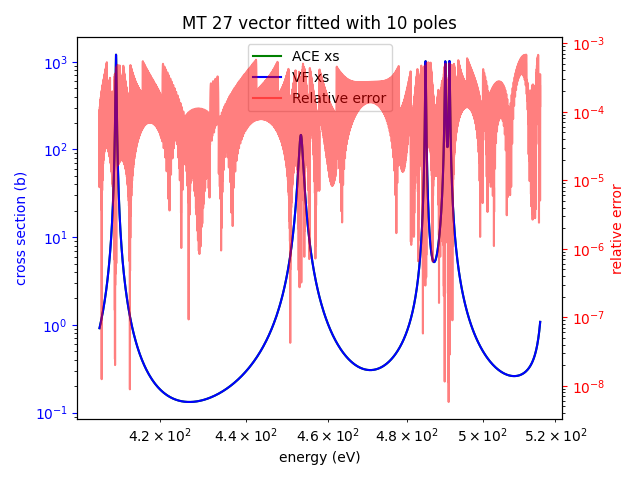 MT 27 vector fitted with 10 poles
ACE xs
VF xs
Relative error
cross section (b)
10³
10²
10¹
10⁰
10⁻¹
10⁻³
10⁻⁴
10⁻⁵
10⁻⁶
10⁻⁷
10⁻⁸
relative error
4.2 × 10² 4.4 × 10² 4.6 × 10² 4.8 × 10² 5 × 10² 5.2 × 10²
energy (eV)